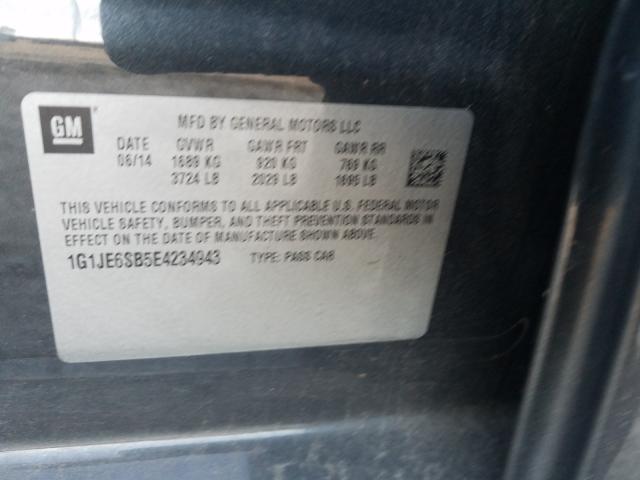 GM
MFD BY GENERAL MOTORS LLC
DATE GVWR GAWR FRT GAWR RR
06/14 1689 KG 920 KG 769 KG
3724 LB 2029 LB 1695 LB
THIS VEHICLE CONFORMS TO ALL APPLICABLE U.S. FEDERAL MOTOR
VEHICLE SAFETY, BUMPER, AND THEFT PREVENTION STANDARDS IN
EFFECT ON THE DATE OF MANUFACTURE SHOWN ABOVE.
1G1JE6SB5E4234943 TYPE: PASS CAR